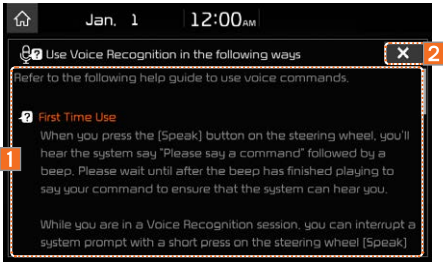 Jan. 1 12:00AM
Use Voice Recognition in the following ways
2
Refer to the following help guide to use voice commands.
First Time Use
When you press the [Speak] button on the steering wheel, you'll
hear the system say "Please say a command" followed by a
1
beep. Please wait until after the beep has finished playing to
say your command to ensure that the system can hear you.
While you are in a Voice Recognition session, you can interrupt a
system prompt with a short press on the steering wheel [Speak]